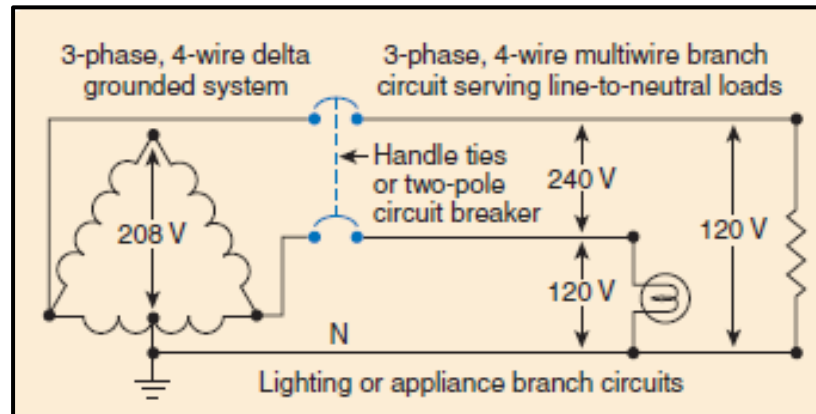 3-phase, 4-wire delta
grounded system
3-phase, 4-wire multiwire branch
circuit serving line-to-neutral loads
Handle ties
or two-pole
circuit breaker
240 V
208 V
120 V
120 V
N
Lighting or appliance branch circuits